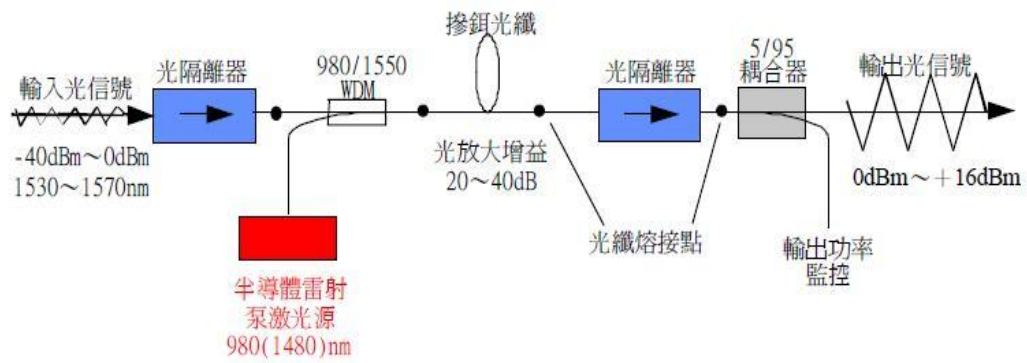 輸入光信號
-40dBm～0dBm
1530～1570nm
光隔離器
980/1550
WDM
半導體雷射
泵激光源
980(1480)nm
摻鉺光纖
光放大增益
20～40dB
光隔離器
光纖熔接點
5/95
耦合器
輸出功率
監控
輸出光信號
0dBm～+16dBm